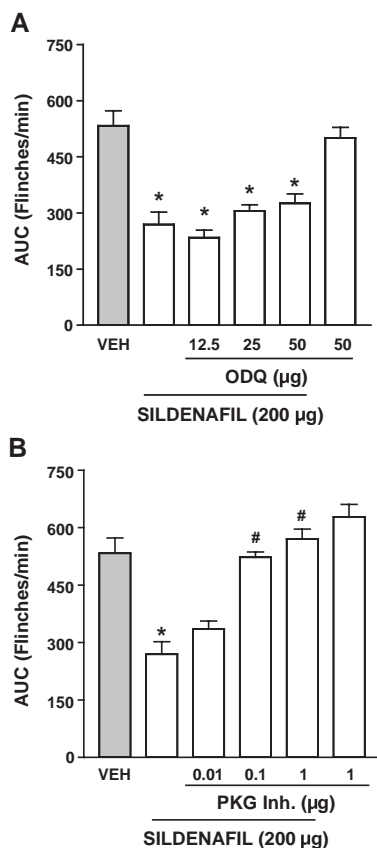 A
AUC (Flinches/min)
750
600
450
300
150
0
*
*
*
*
VEH
12.5
25
50
50
ODQ (µg)
SILDENAFIL (200 µg)
B
AUC (Flinches/min)
750
600
450
300
150
0
*
#
#
VEH
0.01
0.1
1
1
PKG Inh. (µg)
SILDENAFIL (200 µg)